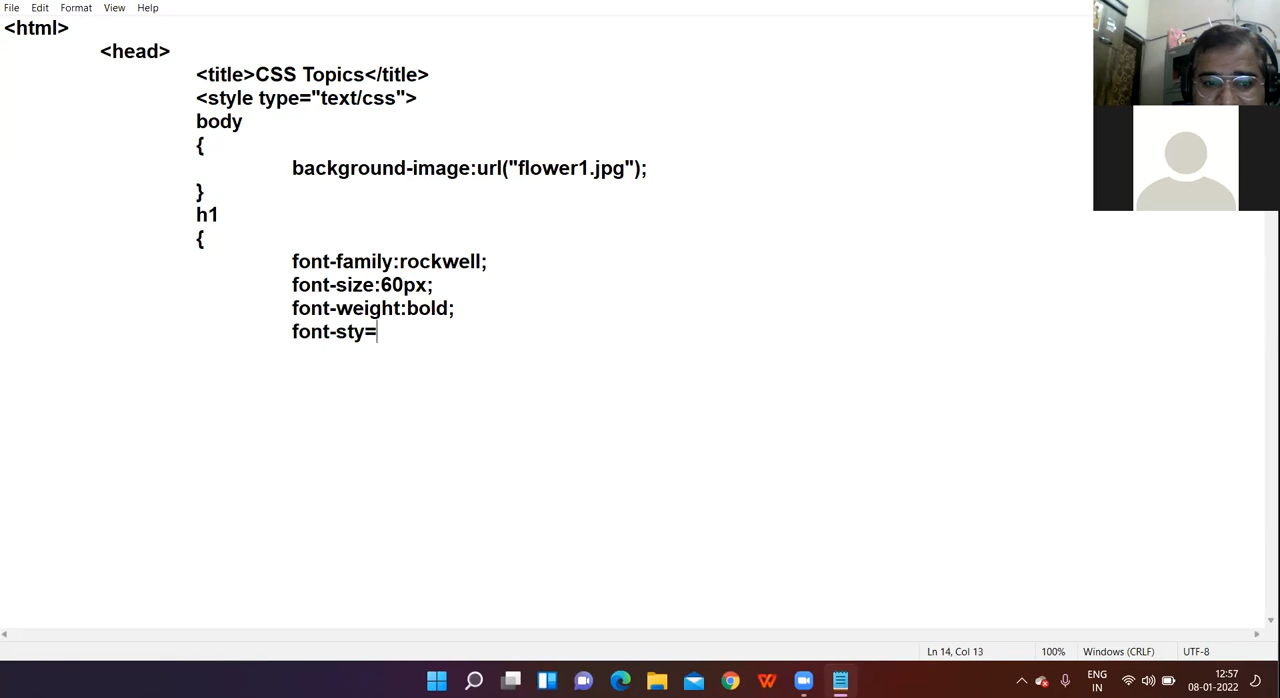 File Edit Format View Help
<html>
<head>
<title>CSS Topics</title>
<style type="text/css">
body
{
background-image:url("flower1.jpg");
}
h1
{
font-family:rockwell;
font-size:60px;
font-weight:bold;
font-sty=
Ln 14, Col 13 100% Windows (CRLF) UTF-8
ENG 12:57
IN 08-01-2022